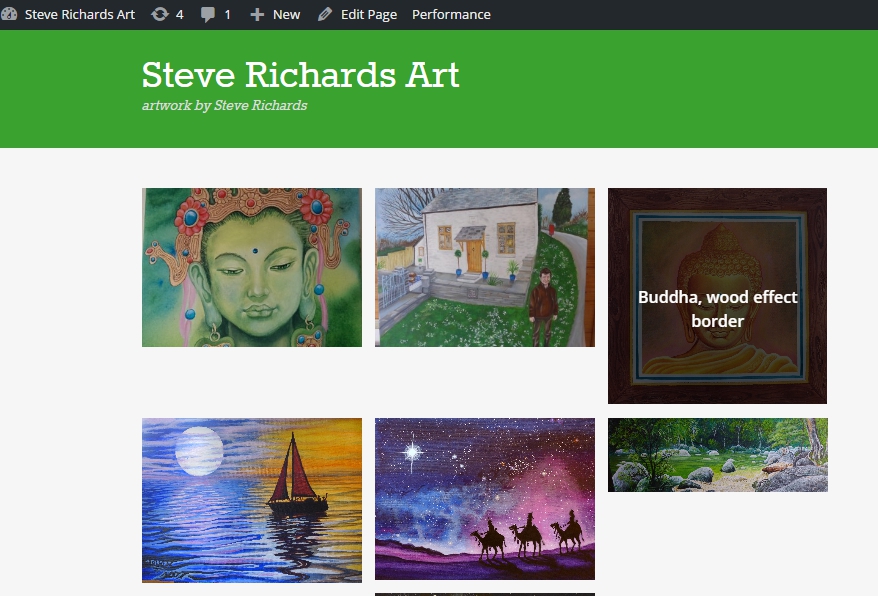 Steve Richards Art 4 1 New Edit Page Performance
Steve Richards Art
artwork by Steve Richards
Buddha, wood effect
border